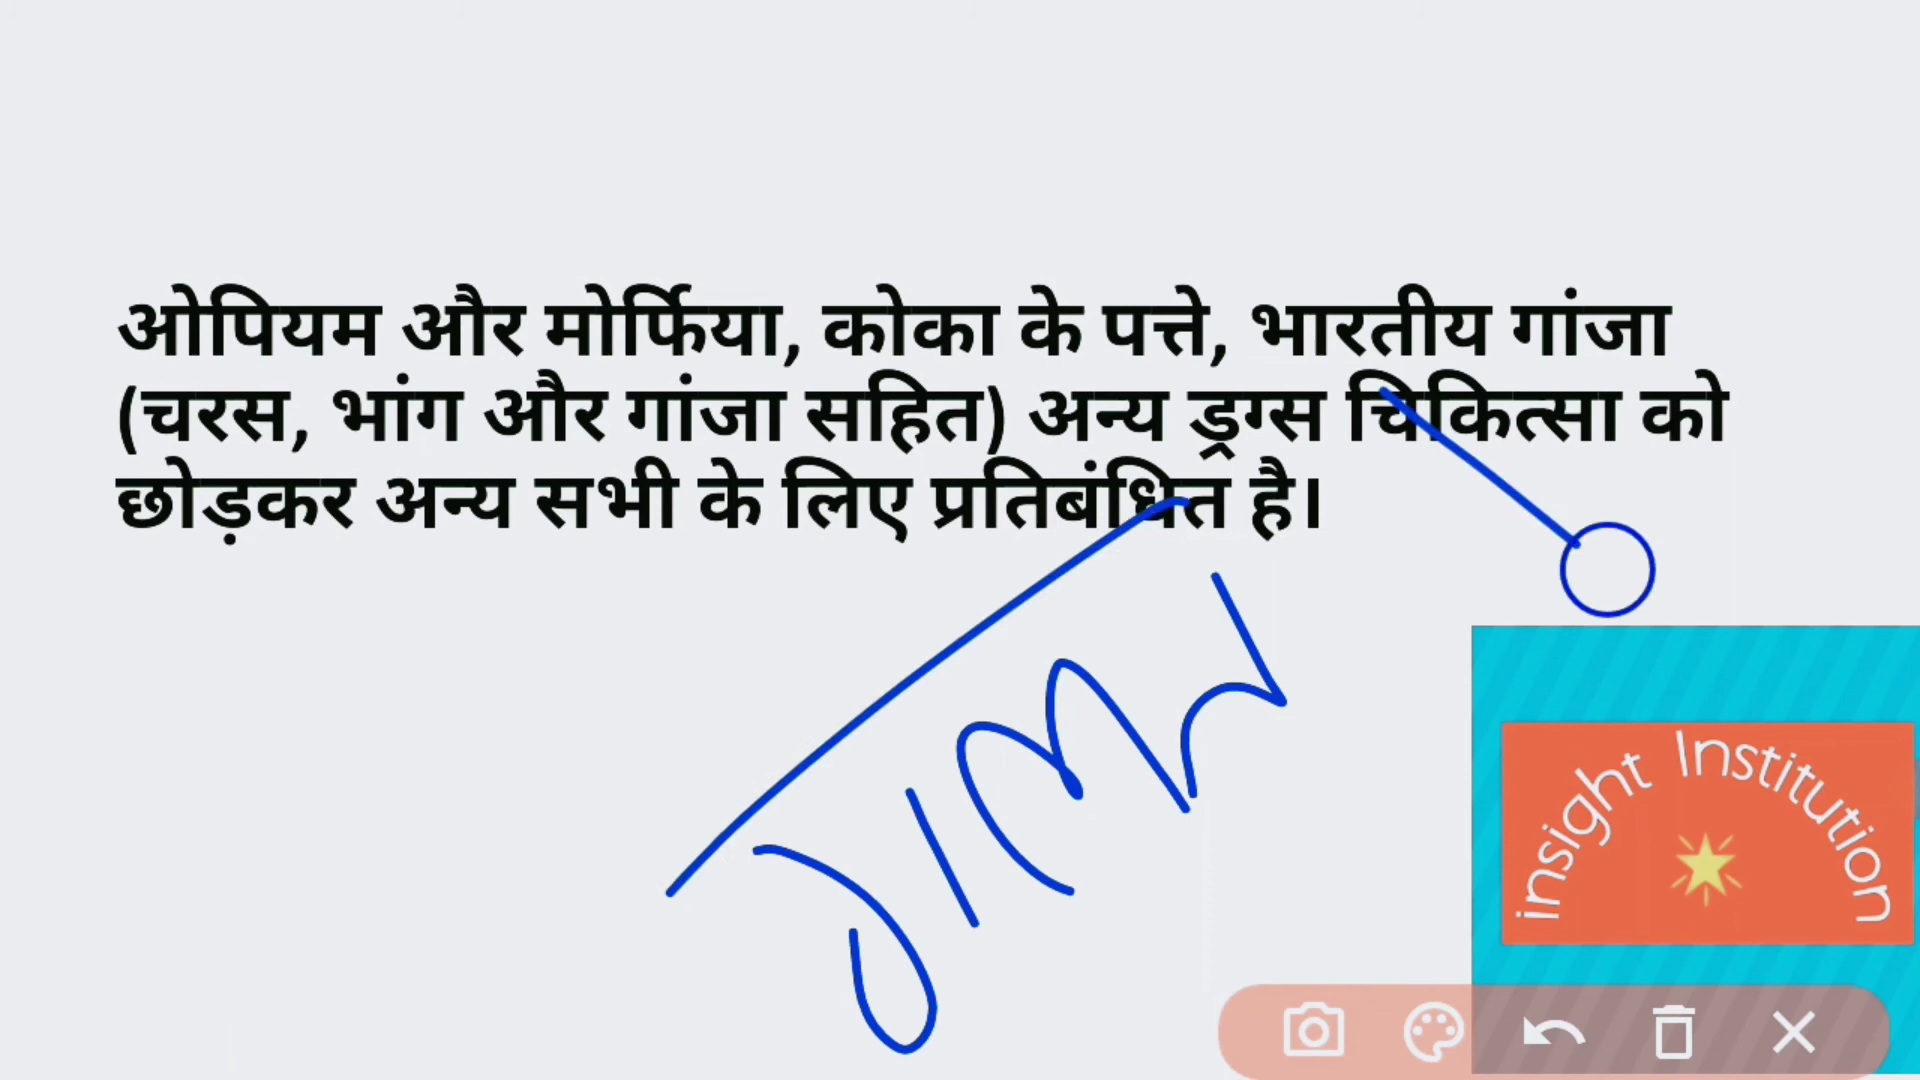 ओपियम और मोर्फिया, कोका के पत्ते, भारतीय गांजा
(चरस, भांग और गांजा सहित) अन्य ड्रग्स चिकित्सा को
छोड़कर अन्य सभी के लिए प्रतिबंधित है।
insight Institution